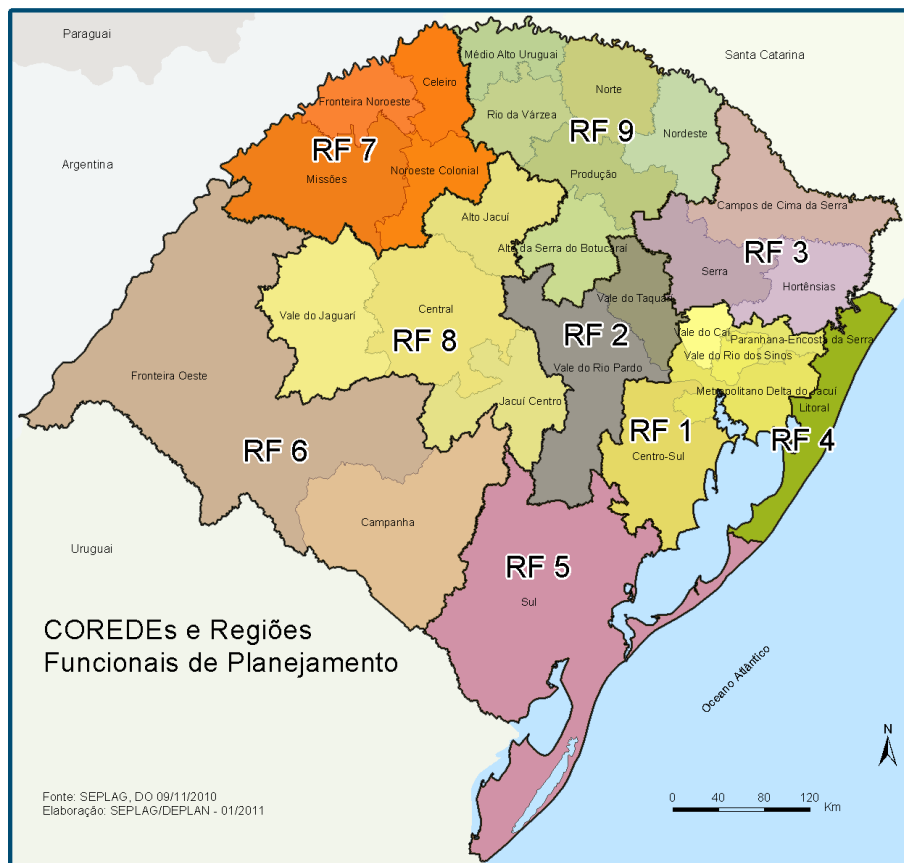 Paraguai
Santa Catarina
Médio Alto Uruguai
Celeiro
Norte
Fronteira Noroeste
Rio da Várzea
RF 9
Nordeste
RF 7
Argentina
Missões
Noroeste Colonial
Produção
Campos de Cima da Serra
Alto Jacuí
Alto da Serra do Botucaraí
RF 3
Serra
Hortênsias
Vale do Taquari
Vale do Jaguarí
Central
RF 8
RF 2
Vale do Caí
Paranhana-Encosta da Serra
Vale do Rio dos Sinos
Vale do Rio Pardo
Fronteira Oeste
Metropolitano Delta do Jacuí
Jacuí Centro
Litoral
RF 1
RF 4
RF 6
Centro-Sul
Campanha
Uruguai
RF 5
Sul
COREDEs e Regiões
Funcionais de Planejamento
Oceano Atlântico
N
Fonte: SEPLAG, DO 09/11/2010
Elaboração: SEPLAG/DEPLAN - 01/2011
0 40 80 120
Km